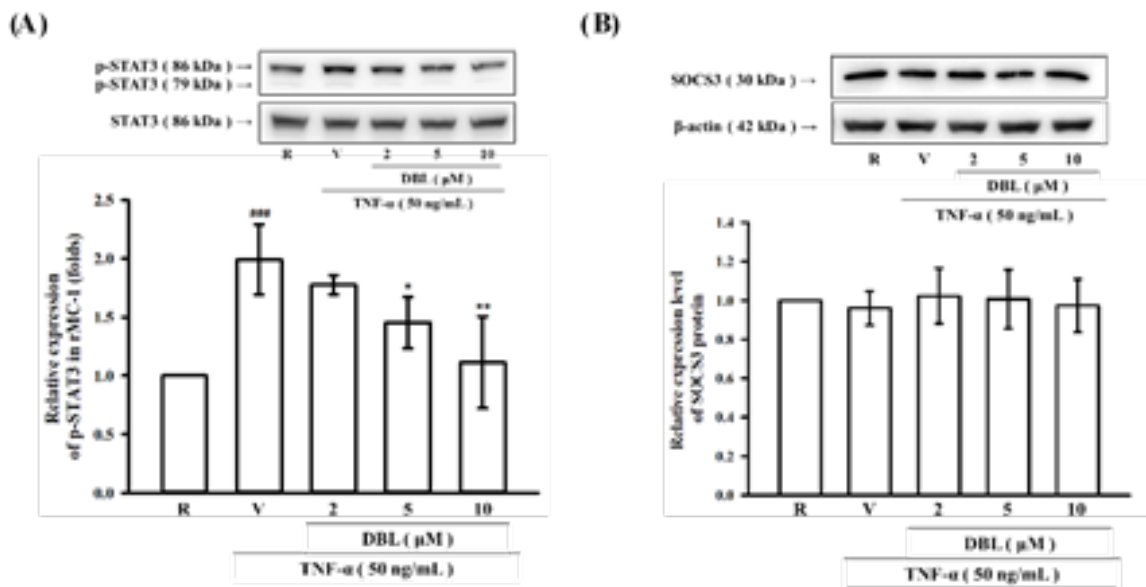 (A)
p-STAT3 ( 86 kDa ) →
p-STAT3 ( 79 kDa ) →
STAT3 ( 86 kDa ) →
R V 2 5 10
DBL ( μM )
TNF-α ( 50 ng/mL )
Relative expression
of p-STAT3 in rMC-1 (folds)
2.5
2.0
1.5
1.0
0.5
0.0
###
*
**
R V 2 5 10
DBL ( μM )
TNF-α ( 50 ng/mL )
(B)
SOCS3 ( 30 kDa ) →
β-actin ( 42 kDa ) →
R V 2 5 10
DBL ( μM )
TNF-α ( 50 ng/mL )
Relative expression level
of SOCS3 protein
1.4
1.2
1.0
0.8
0.6
0.4
0.2
0.0
R V 2 5 10
DBL ( μM )
TNF-α ( 50 ng/mL )